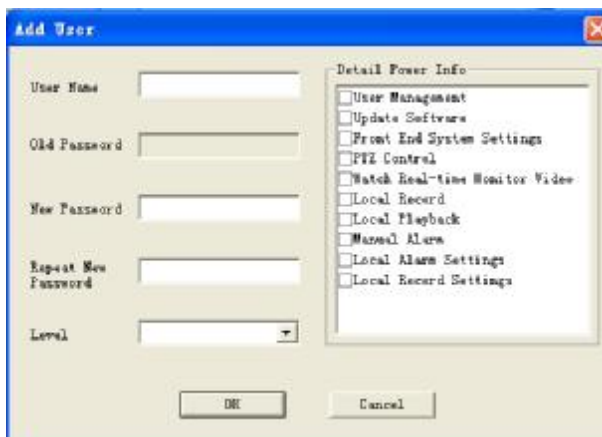 Add User
User Name
Old Password
New Password
Repeat New
Password
Level
Detail Power Info
User Management
Update Software
Front End System Settings
PTZ Control
Watch Real-time Monitor Video
Local Record
Local Playback
Manual Alarm
Local Alarm Settings
Local Record Settings
OK
Cancel